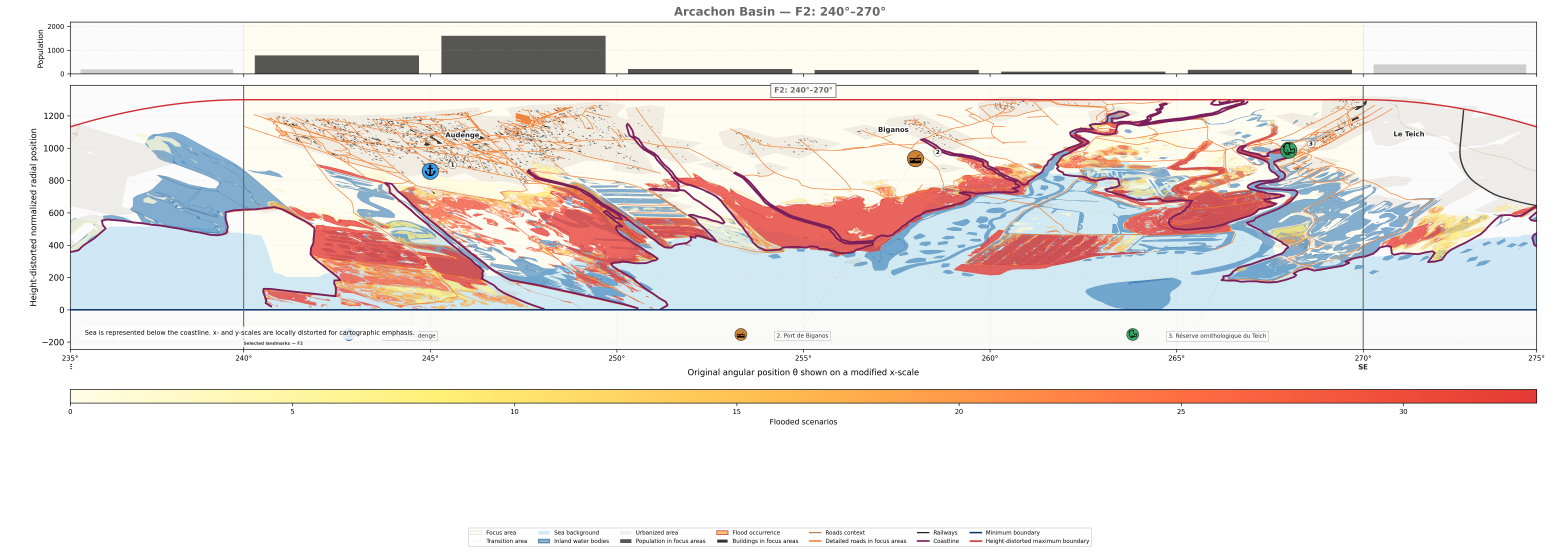 Arcachon Basin — F2: 240°–270°
Population
2000
1000
0
F2: 240°–270°
Height-distorted normalized radial position
1200
1000
800
600
400
200
0
−200
Audenge
Biganos
Le Teich
1
2
3
Sea is represented below the coastline. x- and y-scales are locally distorted for cartographic emphasis.
denge
2. Port de Biganos
3. Réserve ornithologique du Teich
Selected landmarks — F2
235° 240° 245° 250° 255° 260° 265° 270° 275°
SE
Original angular position θ shown on a modified x-scale
0 5 10 15 20 25 30
Flooded scenarios
Focus area Sea background Urbanized area Flood occurrence Roads context Railways Minimum boundary
Transition area Inland water bodies Population in focus areas Buildings in focus areas Detailed roads in focus areas Coastline Height-distorted maximum boundary